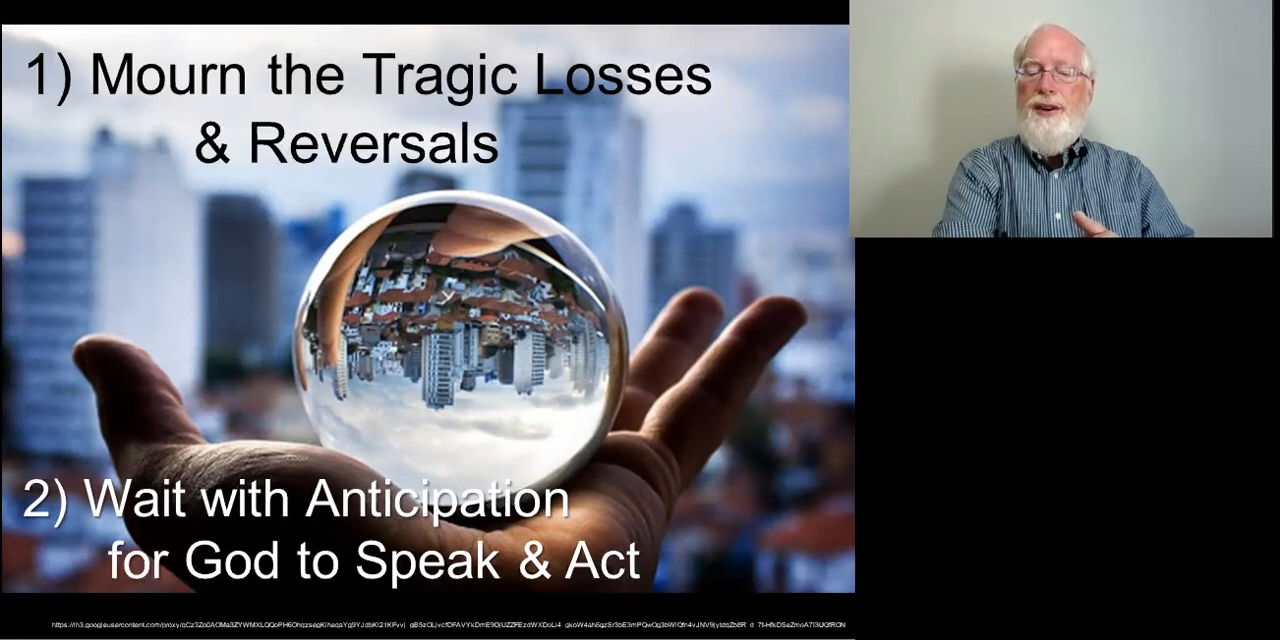 1) Mourn the Tragic Losses
& Reversals
2) Wait with Anticipation
for God to Speak & Act